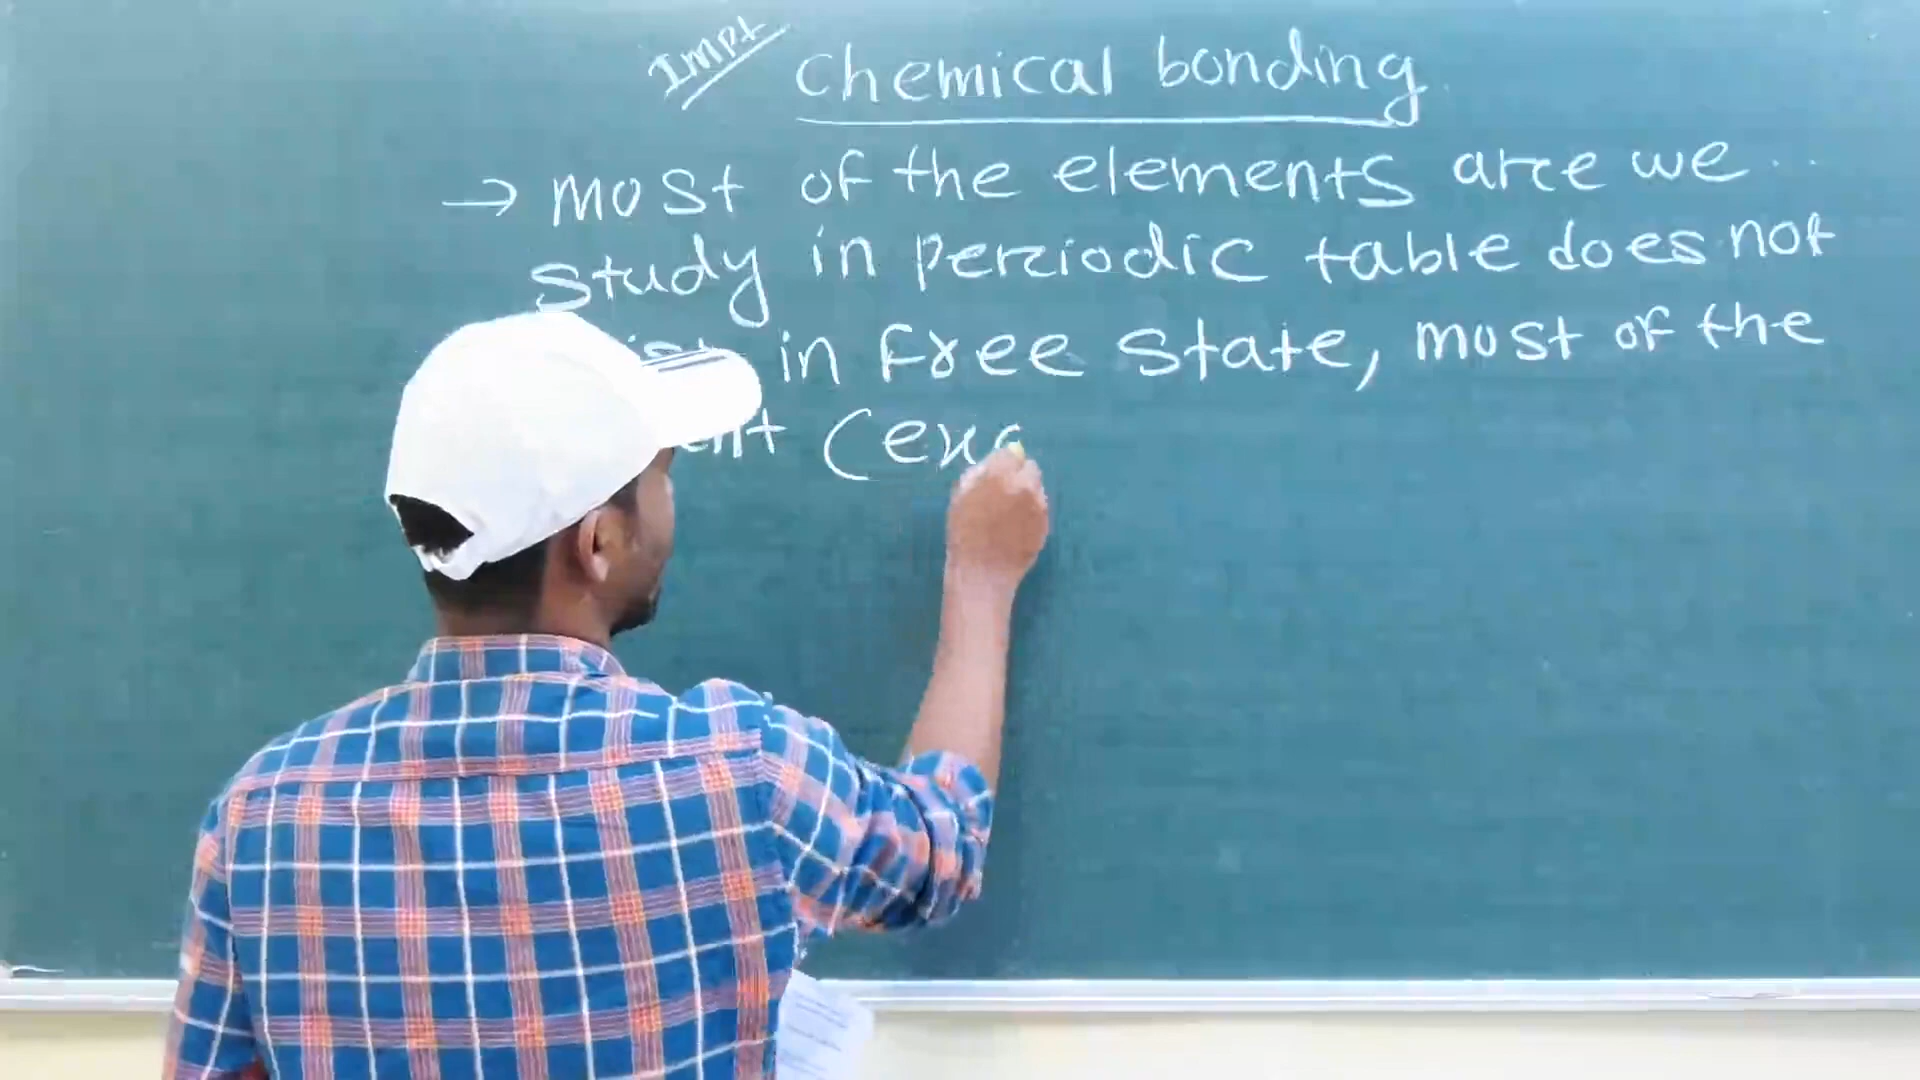 Impt
Chemical bonding
→ most of the elements are we ..
study in periodic table does not
in free state, most of the
(exc